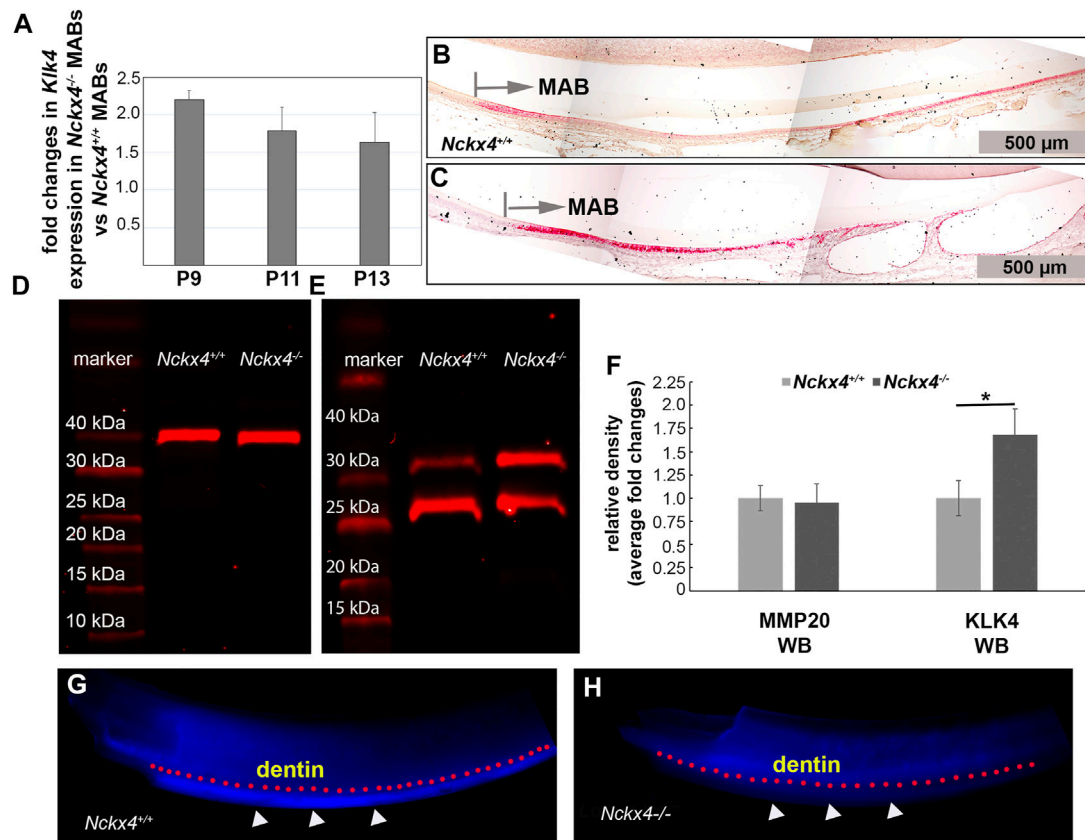 A
fold changes in Klk4
expression in Nckx4-/- MABs
vs Nckx4+/+ MABs
2.5
2.0
1.5
1.0
0.5
P9 P11 P13
B
MAB
Nckx4+/+
500 µm
C
MAB
500 µm
D
marker Nckx4+/+ Nckx4-/-
40 kDa
30 kDa
25 kDa
20 kDa
15 kDa
10 kDa
E
marker Nckx4+/+ Nckx4-/-
40 kDa
30 kDa
25 kDa
20 kDa
15 kDa
F
Nckx4+/+ Nckx4-/-
relative density
(average fold changes)
2.25
2.0
1.75
1.5
1.25
1.0
0.75
0.5
0.25
0
*
MMP20
WB
KLK4
WB
G
dentin
Nckx4+/+
H
dentin
Nckx4-/-